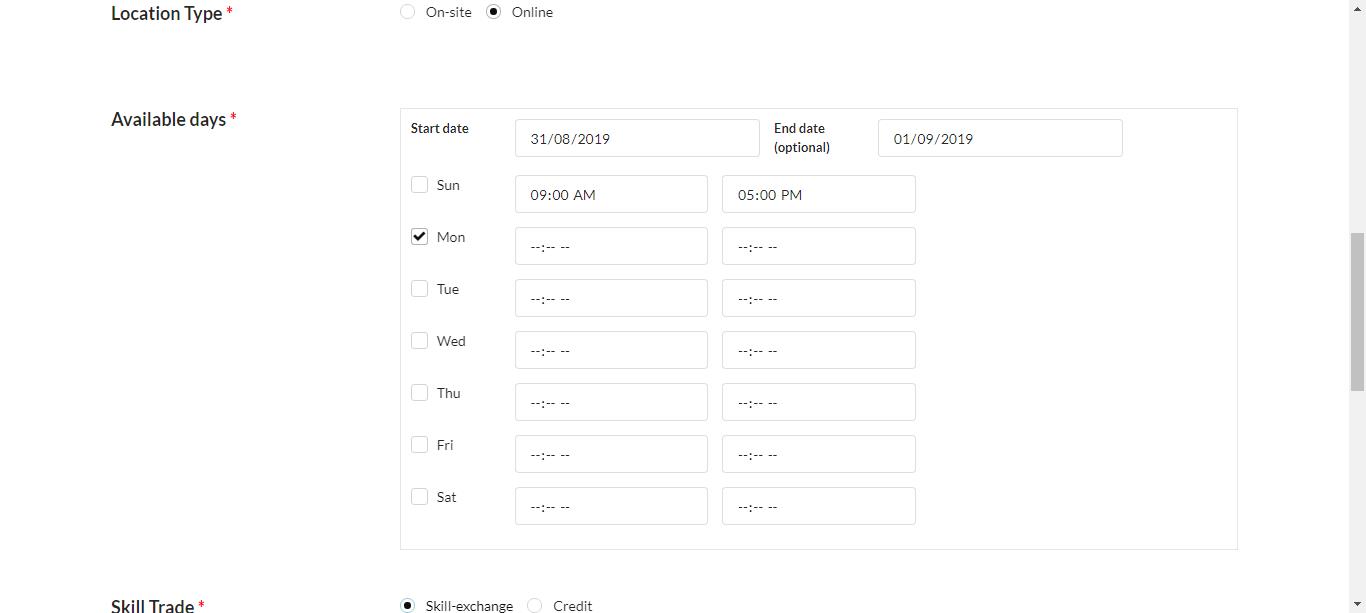 Location Type * On-site Online
Available days * Start date 31/08/2019 End date (optional) 01/09/2019
Sun 09:00 AM 05:00 PM
Mon --:-- -- --:-- --
Tue --:-- -- --:-- --
Wed --:-- -- --:-- --
Thu --:-- -- --:-- --
Fri --:-- -- --:-- --
Sat --:-- -- --:-- --
Skill Trade * Skill-exchange Credit